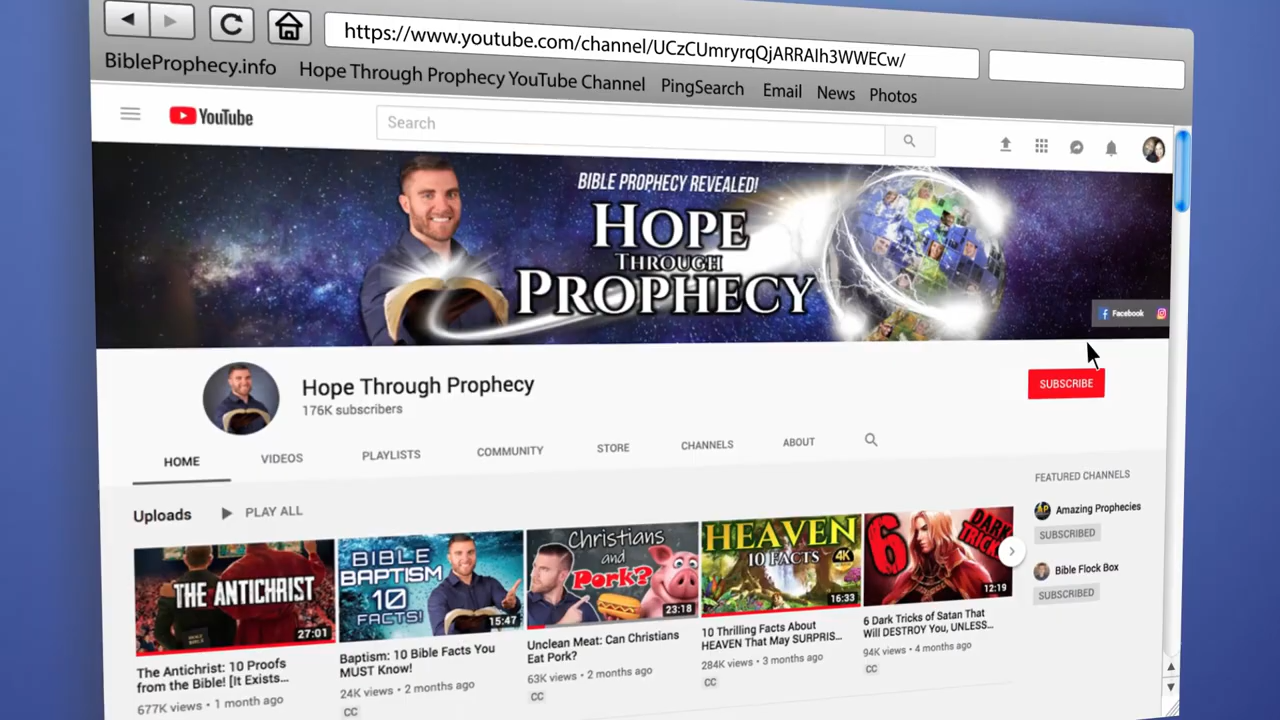 https://www.youtube.com/channel/UCzCUmryrqQjARRAIh3WWECw/
BibleProphecy.info Hope Through Prophecy YouTube Channel PingSearch Email News Photos
YouTube
Search
BIBLE PROPHECY REVEALED!
HOPE
THROUGH
PROPHECY
Facebook
Hope Through Prophecy
176K subscribers
SUBSCRIBE
HOME VIDEOS PLAYLISTS COMMUNITY STORE CHANNELS ABOUT
FEATURED CHANNELS
Amazing Prophecies
SUBSCRIBED
Bible Flock Box
SUBSCRIBED
Uploads PLAY ALL
THE ANTICHRIST
HOLY BIBLE
27:01
The Antichrist: 10 Proofs
from the Bible! [It Exists...
677K views • 1 month ago
BIBLE
BAPTISM
10
FACTS!
15:47
Baptism: 10 Bible Facts You
MUST Know!
24K views • 2 months ago
CC
Christians
and
Pork?
23:18
Unclean Meat: Can Christians
Eat Pork?
63K views • 2 months ago
CC
HEAVEN
10 FACTS
4K
16:33
10 Thrilling Facts About
HEAVEN That May SURPRIS...
284K views • 3 months ago
CC
6
DARK
TRICKS
12:19
6 Dark Tricks of Satan That
Will DESTROY You, UNLESS...
94K views • 4 months ago
CC